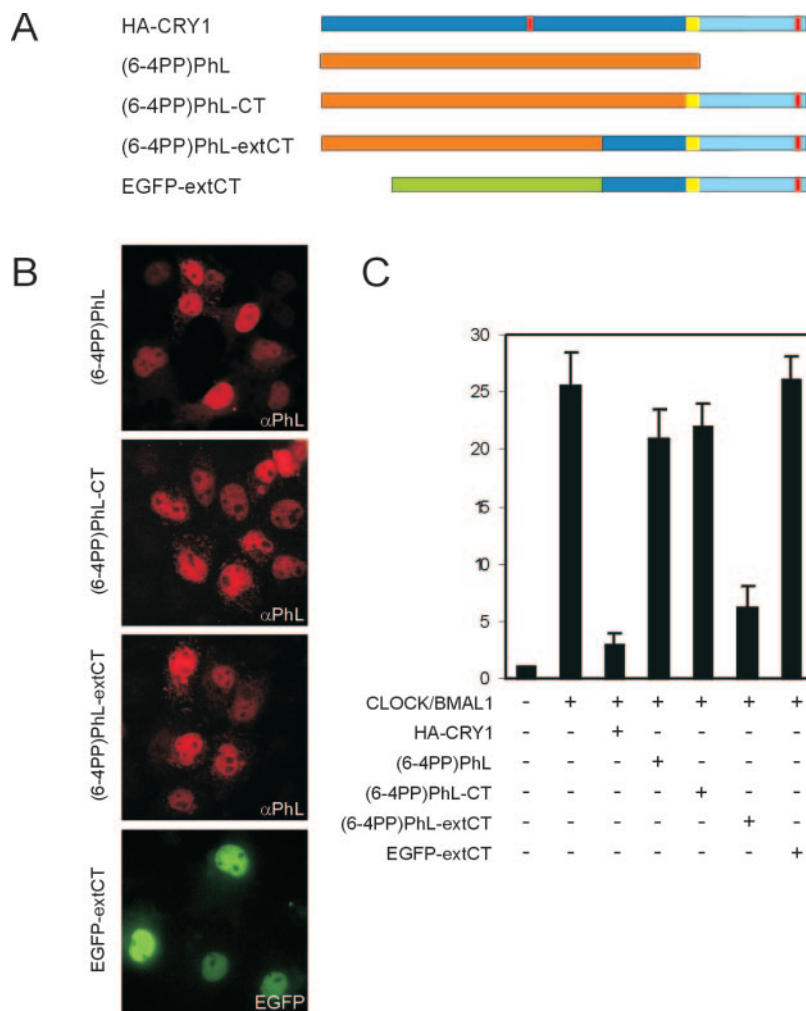 A
HA-CRY1
(6-4PP)PhL
(6-4PP)PhL-CT
(6-4PP)PhL-extCT
EGFP-extCT
B
(6-4PP)PhL
αPhL
(6-4PP)PhL-CT
αPhL
(6-4PP)PhL-extCT
αPhL
EGFP-extCT
EGFP
C
30
25
20
15
10
5
0
CLOCK/BMAL1 - + + + + + +
HA-CRY1 - - + - - - -
(6-4PP)PhL - - - + - - -
(6-4PP)PhL-CT - - - - + - -
(6-4PP)PhL-extCT - - - - - + -
EGFP-extCT - - - - - - +